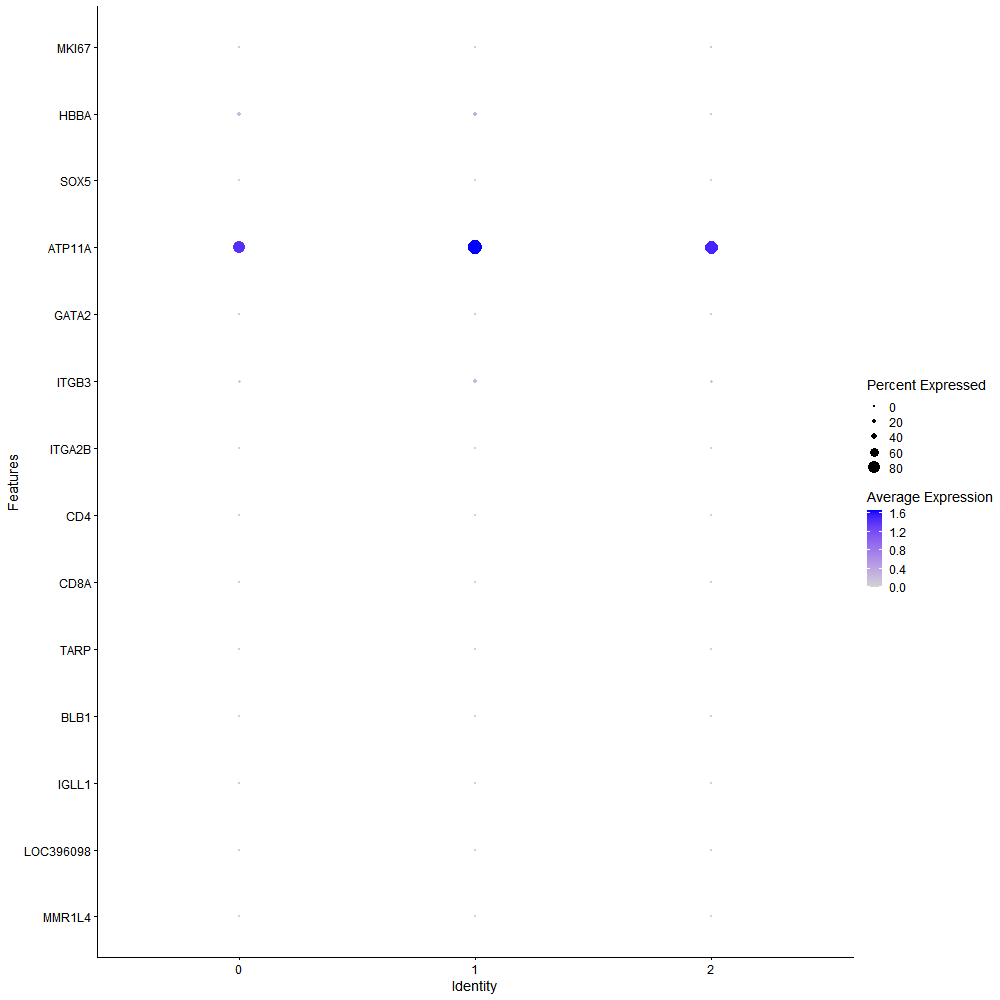 MKI67
HBBA
SOX5
ATP11A
GATA2
ITGB3
ITGA2B
CD4
CD8A
TARP
BLB1
IGLL1
LOC396098
MMR1L4
Features
0 1 2
Identity
Percent Expressed
0
20
40
60
80
Average Expression
1.6
1.2
0.8
0.4
0.0